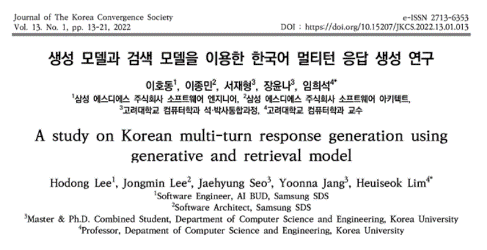 Journal of The Korea Convergence Society
Vol. 13. No. 1, pp. 13-21, 2022
e-ISSN 2713-6353
DOI : https://doi.org/10.15207/JKCS.2022.13.01.013
생성 모델과 검색 모델을 이용한 한국어 멀티턴 응답 생성 연구
이호동1, 이종민2, 서재형3, 장윤나3, 임희석4*
1삼성 에스디에스 주식회사 소프트웨어 엔지니어, 2삼성 에스디에스 주식회사 소프트웨어 아키텍트,
3고려대학교 컴퓨터학과 석·박사통합과정, 4고려대학교 컴퓨터학과 교수
A study on Korean multi-turn response generation using
generative and retrieval model
Hodong Lee1, Jongmin Lee2, Jaehyung Seo3, Yoonna Jang3, Heuiseok Lim4*
1Software Engineer, AI BUD, Samsung SDS
2Software Architect, Samsung SDS
3Master & Ph.D. Combined Student, Department of Computer Science and Engineering, Korea University
4Professor, Depatment of Computer Science and Engineering, Korea University